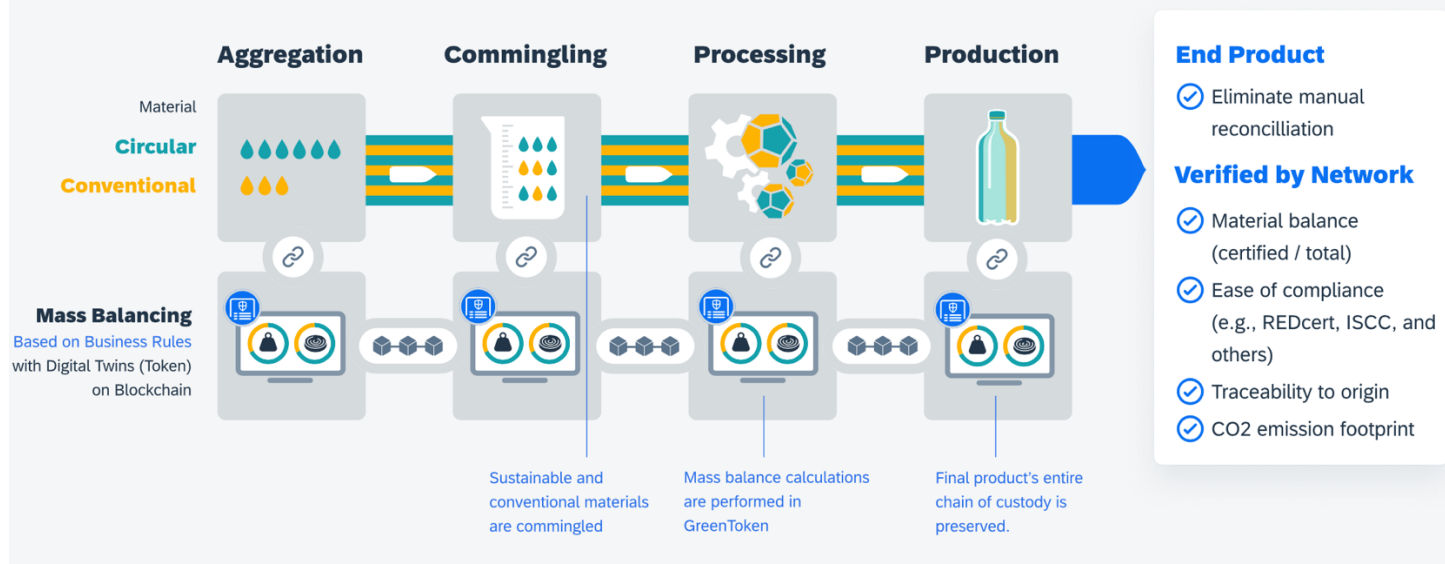 Aggregation
Commingling
Processing
Production
Material
Circular
Conventional
Mass Balancing
Based on Business Rules
with Digital Twins (Token)
on Blockchain
Sustainable and
conventional materials
are commingled
Mass balance calculations
are performed in
GreenToken
Final product's entire
chain of custody is
preserved.
End Product
Eliminate manual
reconcilliation
Verified by Network
Material balance
(certified / total)
Ease of compliance
(e.g., REDcert, ISCC, and
others)
Traceability to origin
CO2 emission footprint